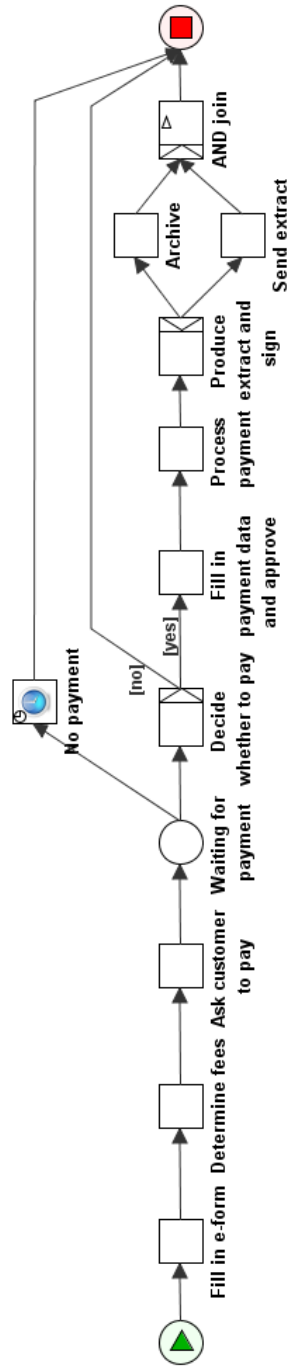 Fill in e-form
Determine fees
Ask customer
to pay
Waiting for
payment
No payment
Decide
whether to pay
[no]
[yes]
Fill in
payment data
and approve
Process
payment
Produce
extract and
sign
Archive
Send extract
AND join